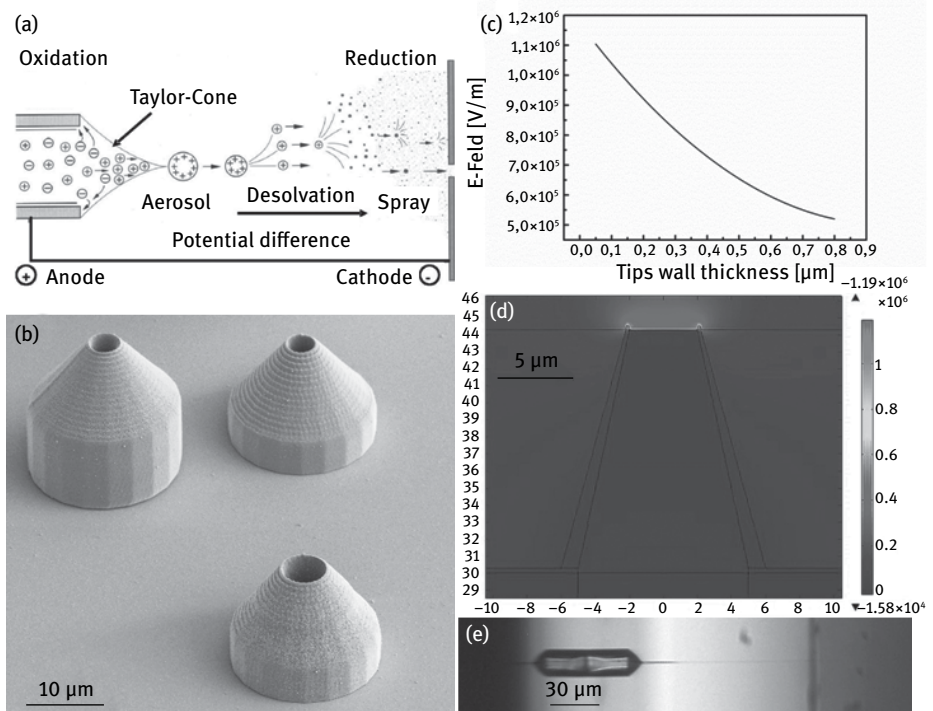 (a)
Oxidation
Reduction
Taylor-Cone
Aerosol
Desolvation
Spray
Potential difference
+ Anode
Cathode -
(b)
10 µm
(c)
E-Feld [V/m]
1,2×10⁶
1,1×10⁶
1,0×10⁶
9,0×10⁵
8,0×10⁵
7,0×10⁵
6,0×10⁵
5,0×10⁵
0,0 0,1 0,2 0,3 0,4 0,5 0,6 0,7 0,8 0,9
Tips wall thickness [µm]
(d)
46
45
44
43
42
41
40
39
38
37
36
35
34
33
32
31
30
29
5 µm
−10 −8 −6 −4 −2 0 2 4 6 8 10
−1.19×10⁶
×10⁶
1
0.8
0.6
0.4
0.2
0
−1.58×10⁴
(e)
30 µm